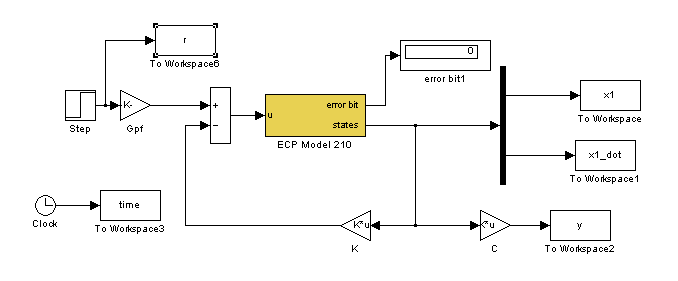 r
To Workspace6
0
error bit1
K-
Step
Gpf
+
−
u
error bit
states
ECP Model 210
x1
To Workspace
x1_dot
To Workspace1
Clock
time
To Workspace3
K*u
K
K*u
C
y
To Workspace2